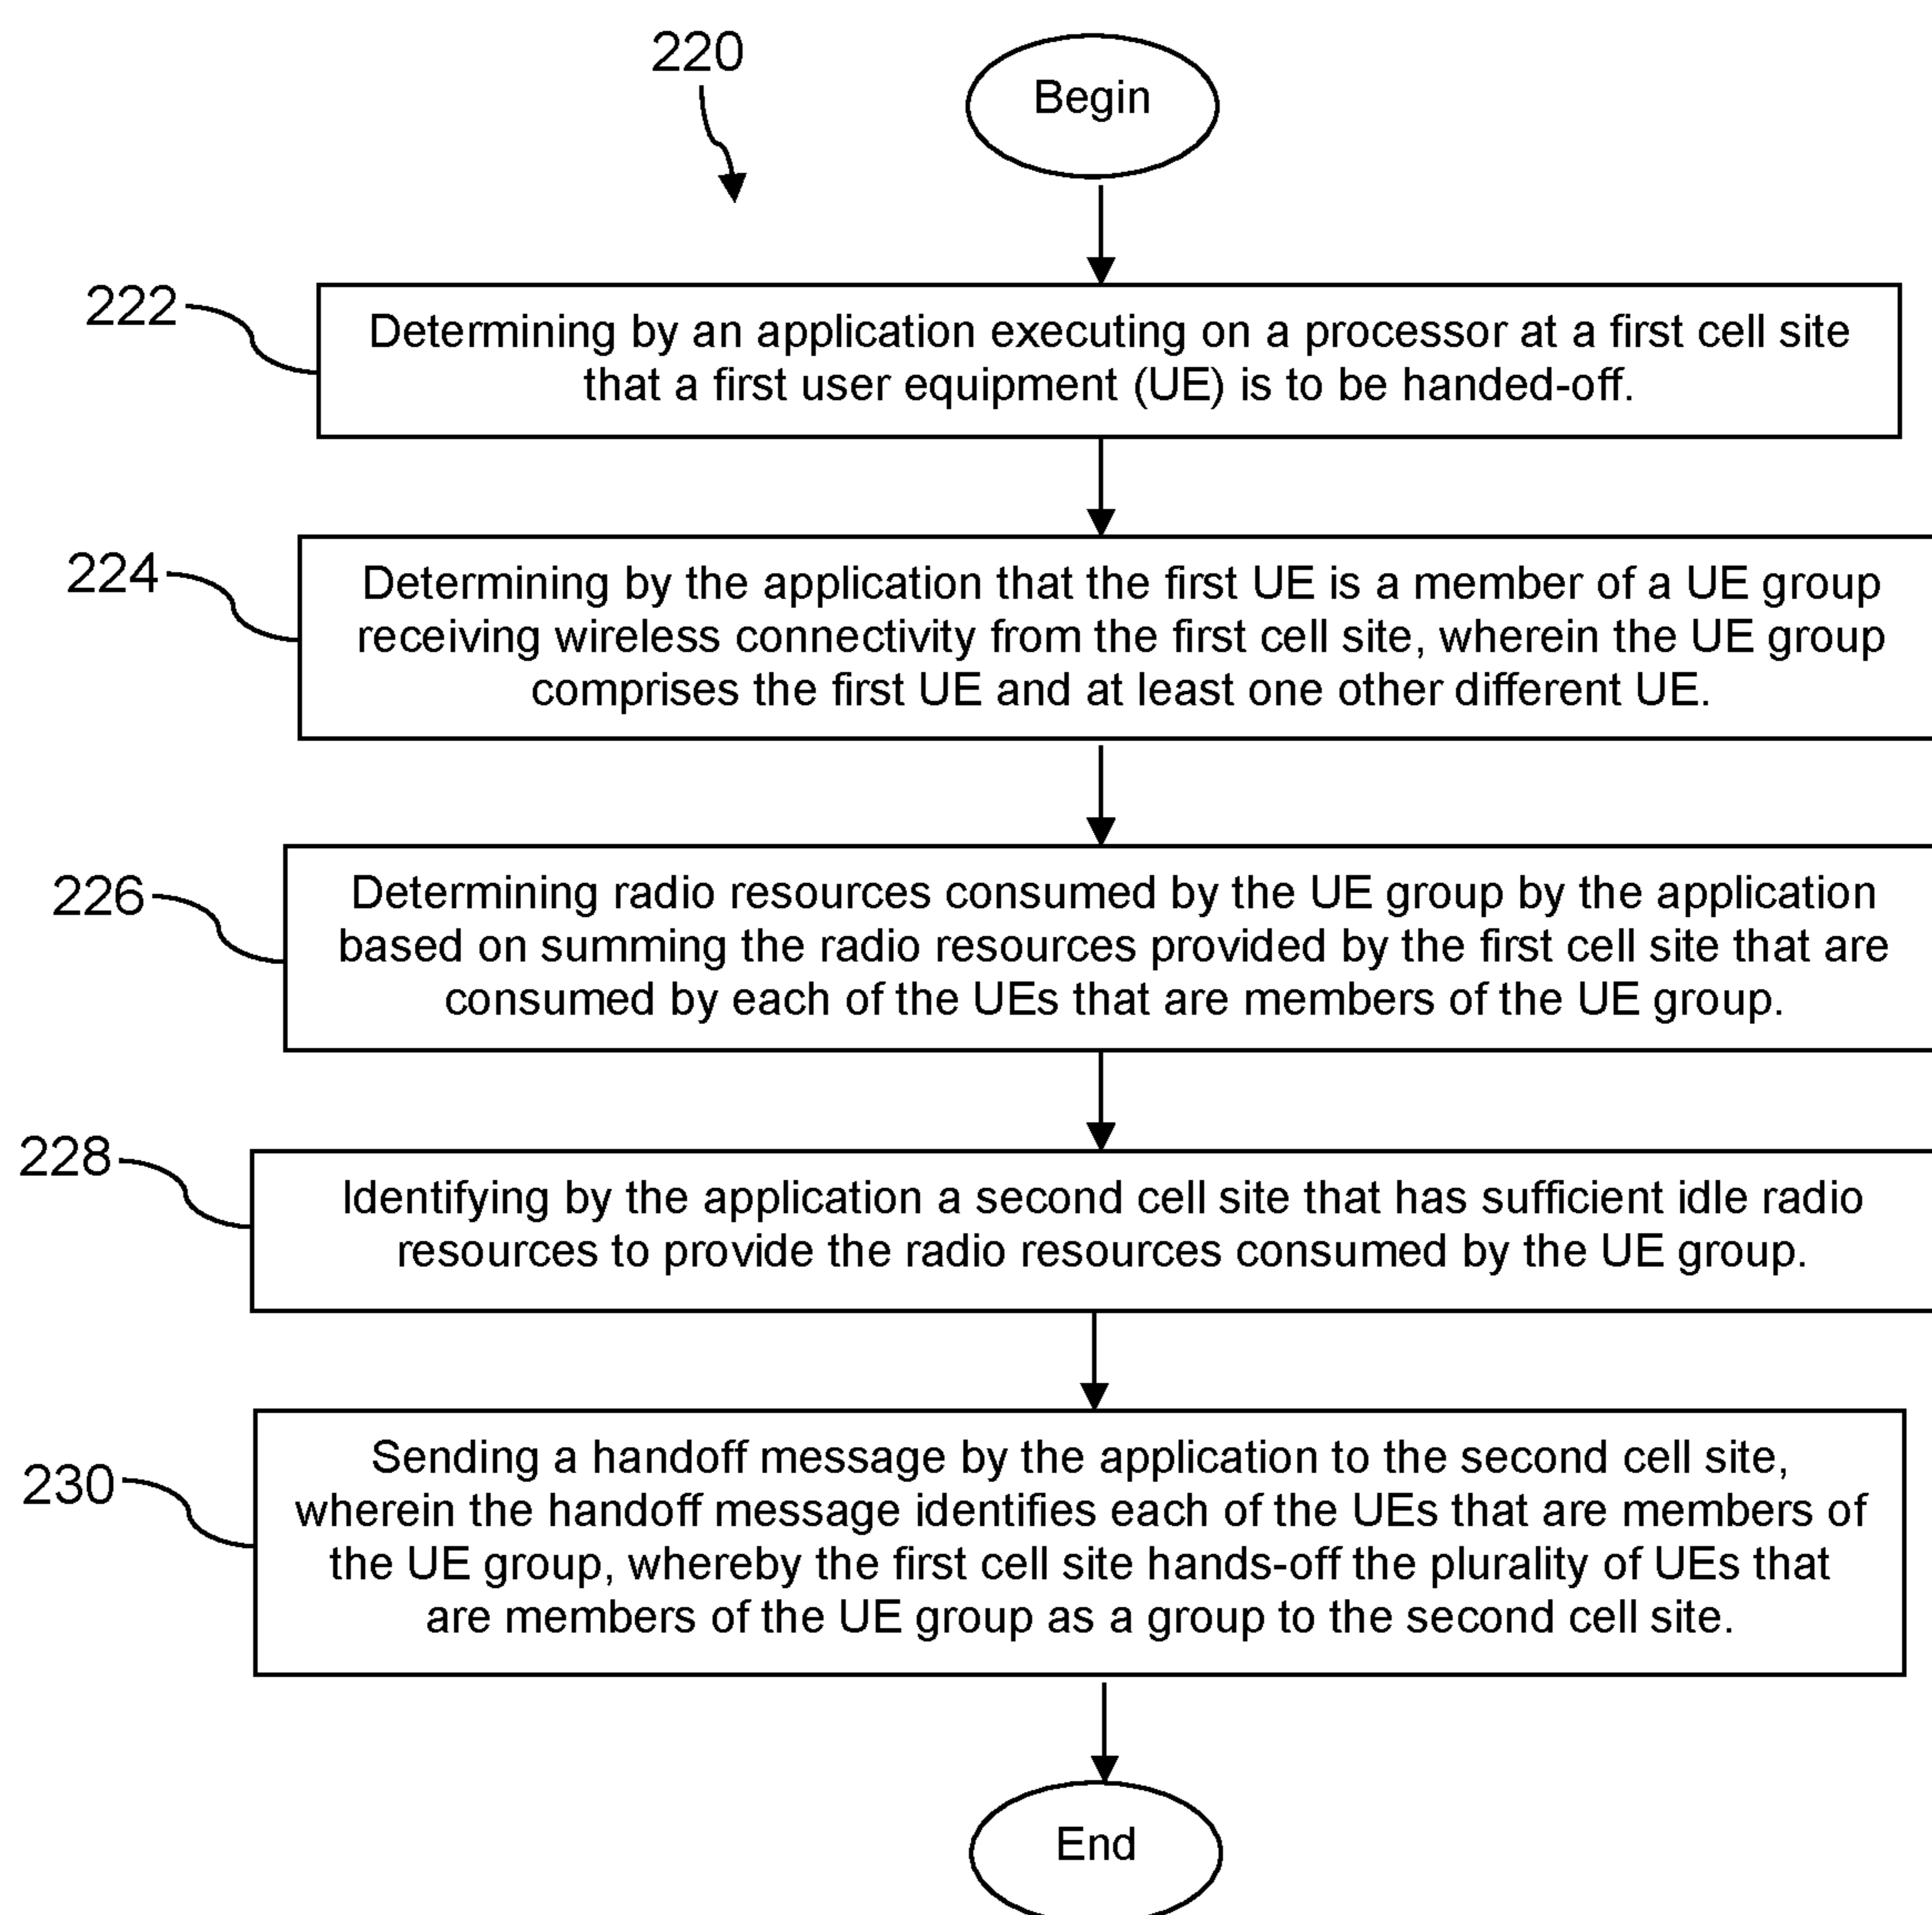 220
Begin
222
Determining by an application executing on a processor at a first cell site
that a first user equipment (UE) is to be handed-off.
224
Determining by the application that the first UE is a member of a UE group
receiving wireless connectivity from the first cell site, wherein the UE group
comprises the first UE and at least one other different UE.
226
Determining radio resources consumed by the UE group by the application
based on summing the radio resources provided by the first cell site that are
consumed by each of the UEs that are members of the UE group.
228
Identifying by the application a second cell site that has sufficient idle radio
resources to provide the radio resources consumed by the UE group.
230
Sending a handoff message by the application to the second cell site,
wherein the handoff message identifies each of the UEs that are members of
the UE group, whereby the first cell site hands-off the plurality of UEs that
are members of the UE group as a group to the second cell site.
End